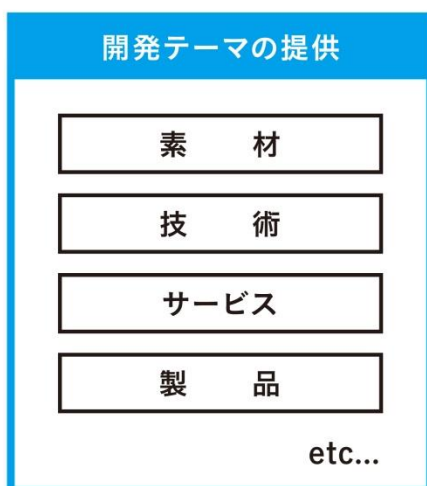 開発テーマの提供
素　　材
技　　術
サービス
製　　品
etc...